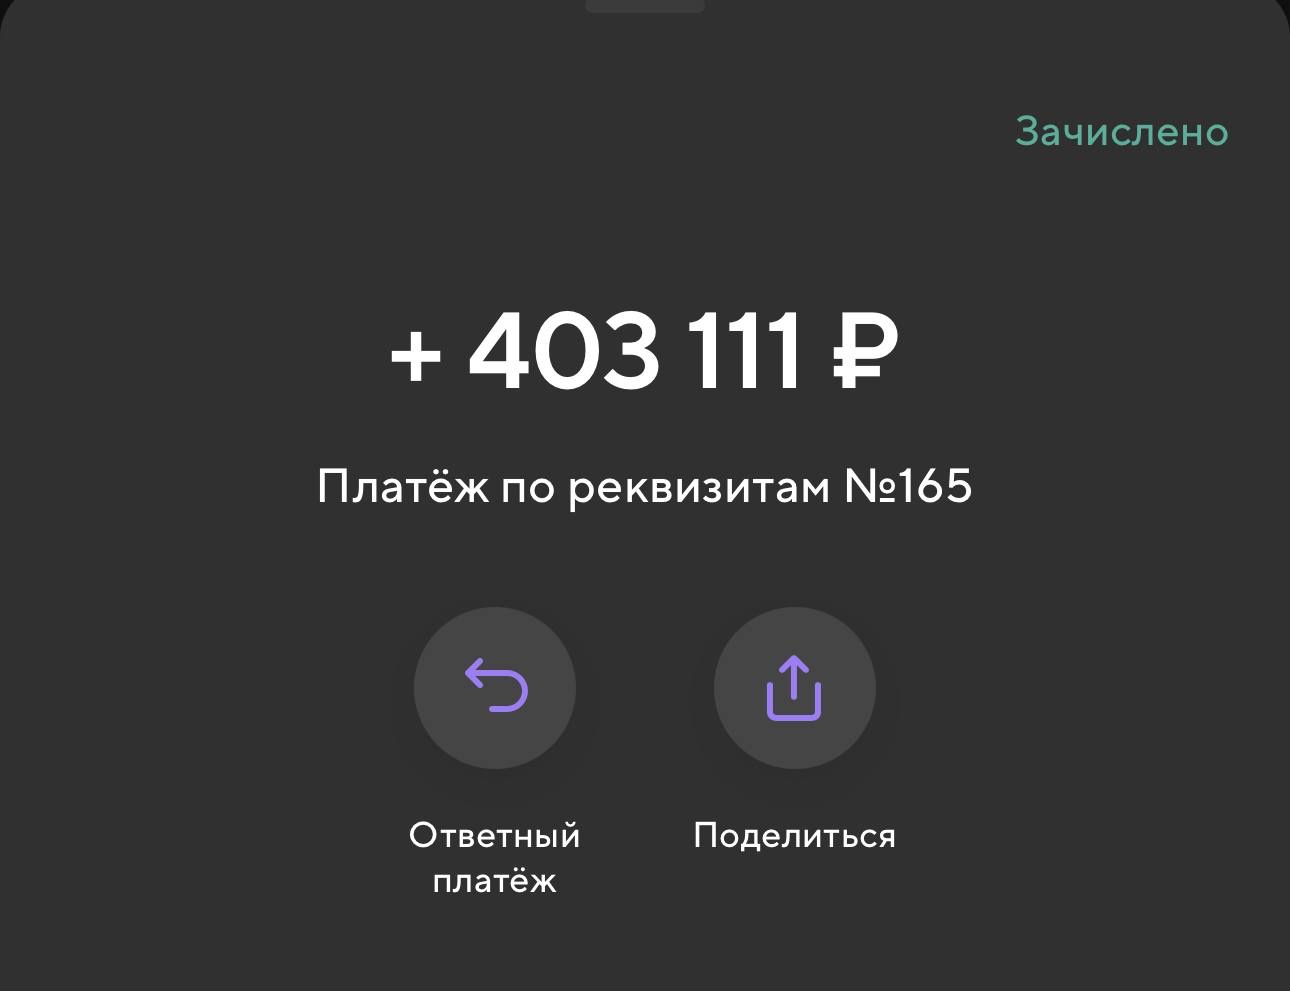 Зачислено
+ 403 111 ₽
Платёж по реквизитам №165
Ответный
платёж
Поделиться